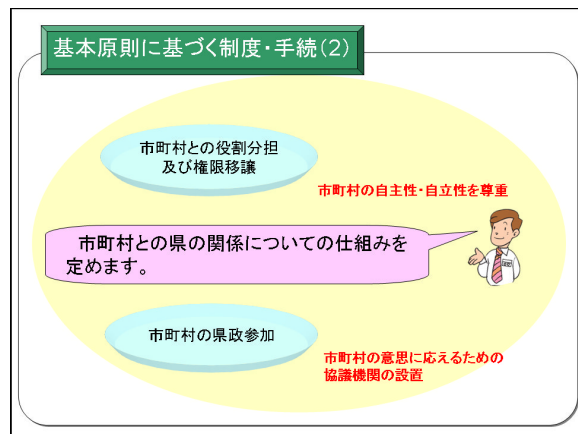 基本原則に基づく制度・手続(2)
市町村との役割分担
及び権限移譲
市町村の自主性・自立性を尊重
市町村との県の関係についての仕組みを
定めます。
市町村の県政参加
市町村の意思に応えるための
協議機関の設置